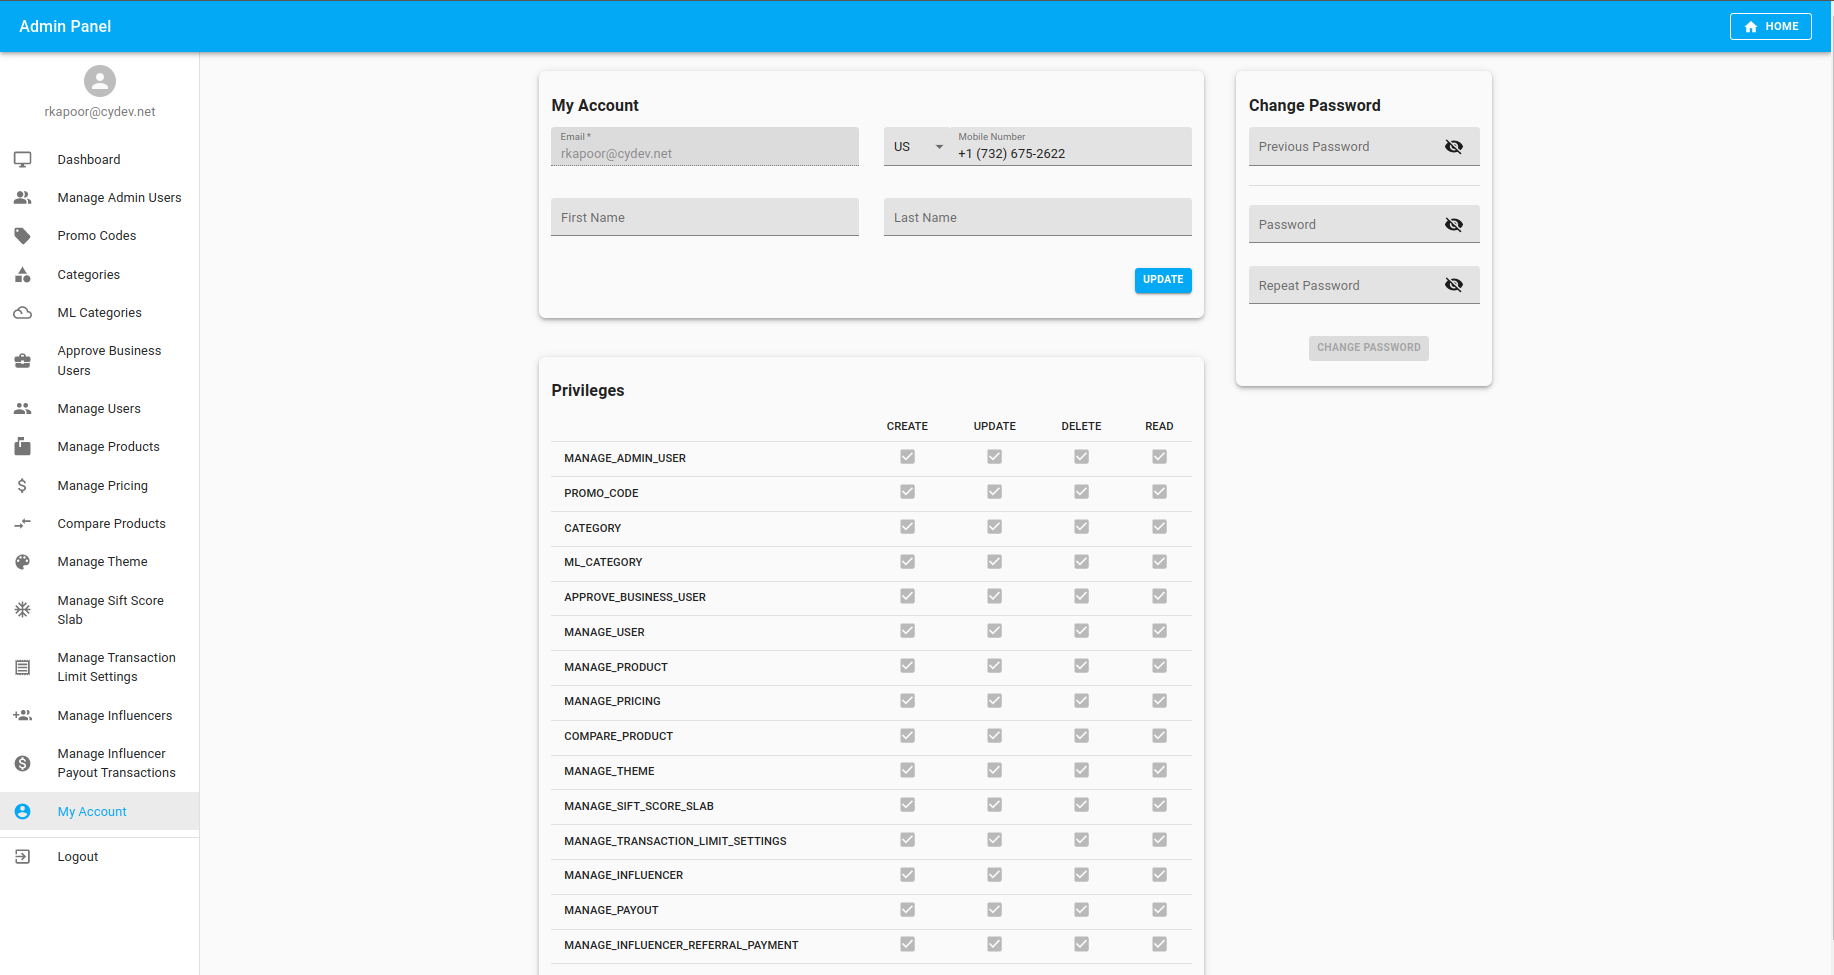 Admin Panel
HOME
rkapoor@cydev.net
Dashboard
Manage Admin Users
Promo Codes
Categories
ML Categories
Approve Business
Users
Manage Users
Manage Products
Manage Pricing
Compare Products
Manage Theme
Manage Sift Score
Slab
Manage Transaction
Limit Settings
Manage Influencers
Manage Influencer
Payout Transactions
My Account
Logout
My Account
Email *
rkapoor@cydev.net
US
Mobile Number
+1 (732) 675-2622
First Name
Last Name
UPDATE
Change Password
Previous Password
Password
Repeat Password
CHANGE PASSWORD
Privileges
CREATE UPDATE DELETE READ
MANAGE_ADMIN_USER
PROMO_CODE
CATEGORY
ML_CATEGORY
APPROVE_BUSINESS_USER
MANAGE_USER
MANAGE_PRODUCT
MANAGE_PRICING
COMPARE_PRODUCT
MANAGE_THEME
MANAGE_SIFT_SCORE_SLAB
MANAGE_TRANSACTION_LIMIT_SETTINGS
MANAGE_INFLUENCER
MANAGE_PAYOUT
MANAGE_INFLUENCER_REFERRAL_PAYMENT